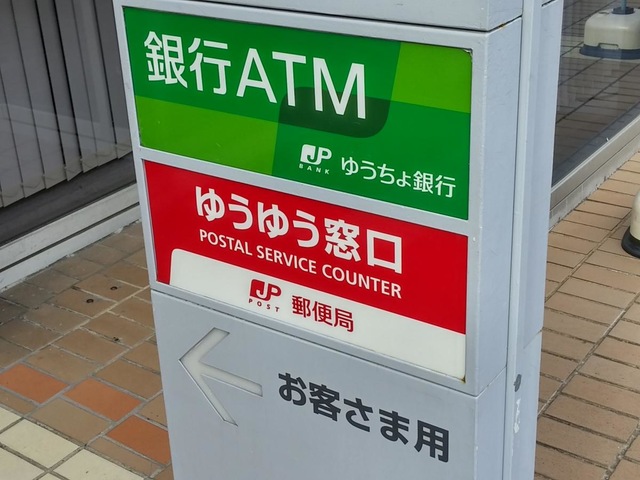 銀行ATM
JP BANK ゆうちょ銀行
ゆうゆう窓口
POSTAL SERVICE COUNTER
JP POST 郵便局
お客さま用